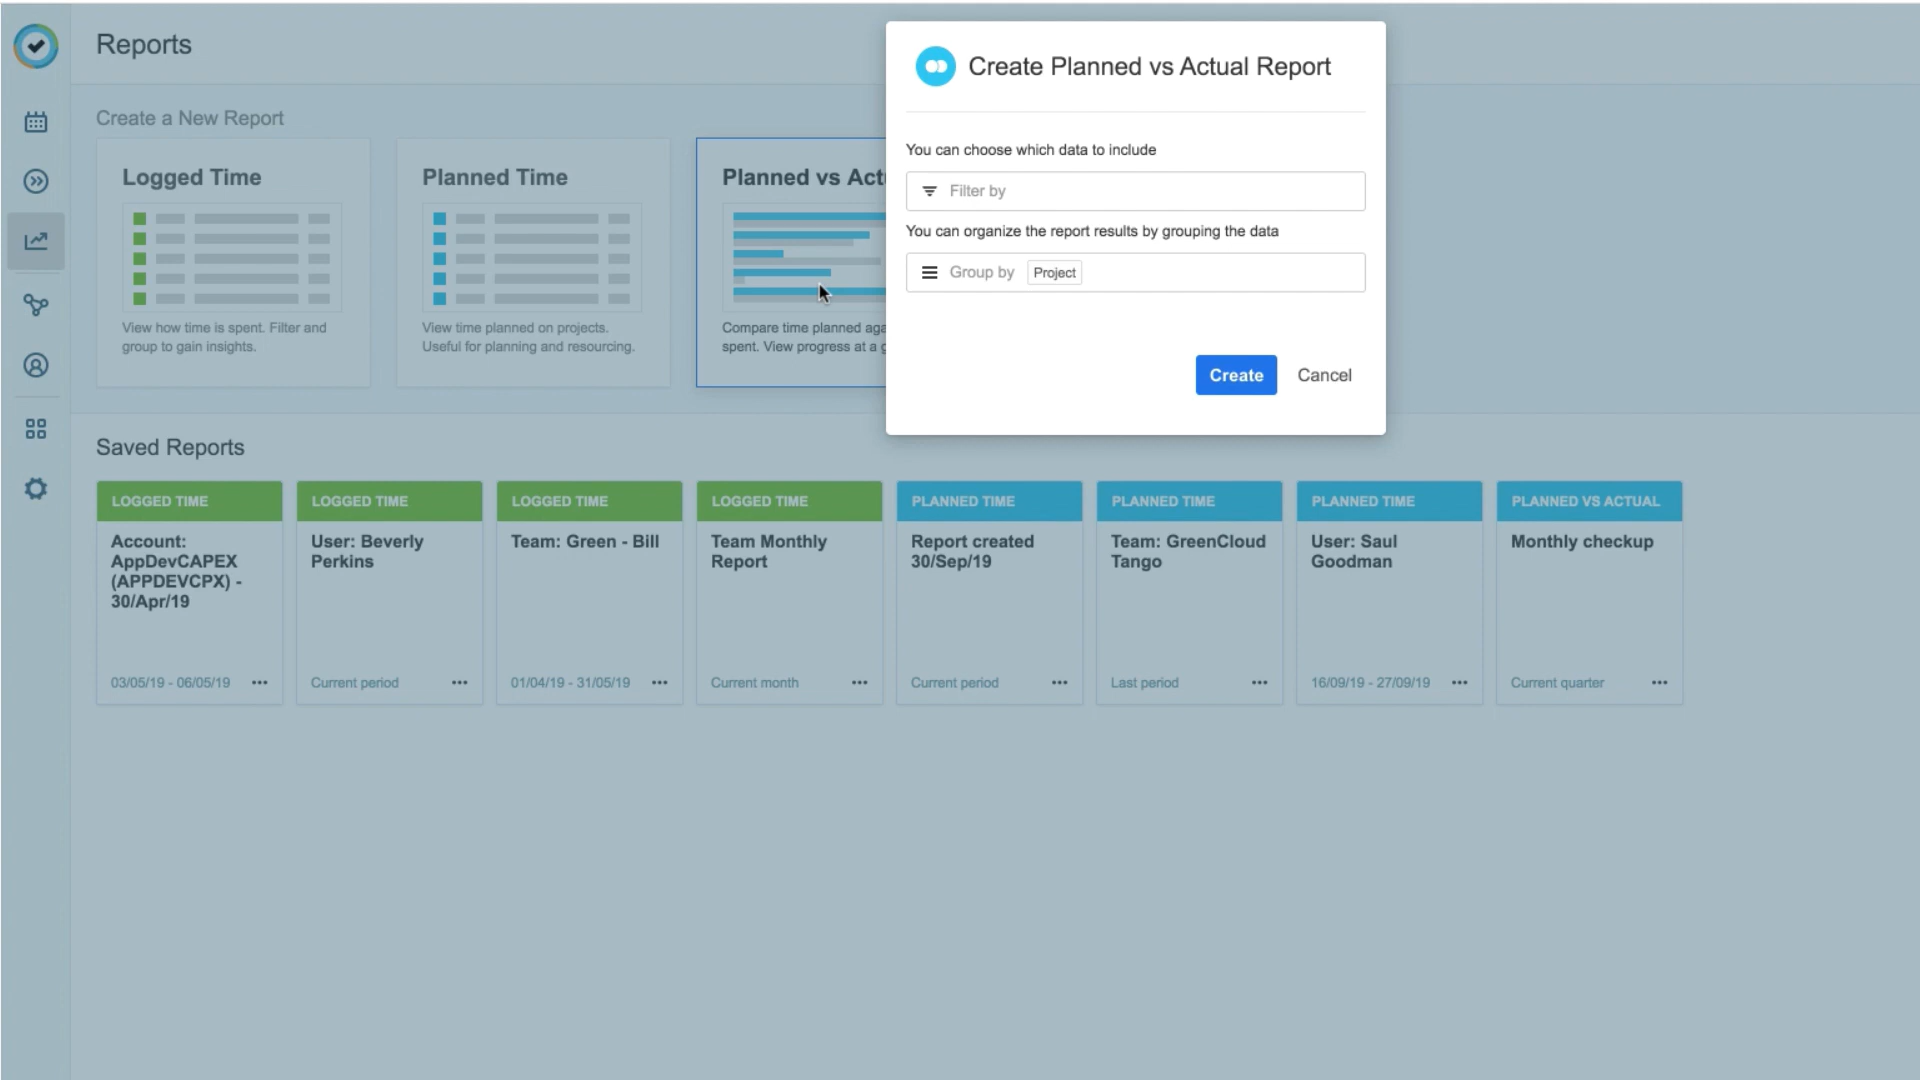 Reports
Create a New Report
Logged Time
View how time is spent. Filter and
group to gain insights.
Planned Time
View time planned on projects.
Useful for planning and resourcing.
Planned vs Act
Compare time planned aga
spent. View progress at a g
Create Planned vs Actual Report
You can choose which data to include
Filter by
You can organize the report results by grouping the data
Group by Project
Create Cancel
Saved Reports
LOGGED TIME
Account:
AppDevCAPEX
(APPDEVCPX) -
30/Apr/19
03/05/19 - 06/05/19
LOGGED TIME
User: Beverly
Perkins
Current period
LOGGED TIME
Team: Green - Bill
01/04/19 - 31/05/19
LOGGED TIME
Team Monthly
Report
Current month
PLANNED TIME
Report created
30/Sep/19
Current period
PLANNED TIME
Team: GreenCloud
Tango
Last period
PLANNED TIME
User: Saul
Goodman
16/09/19 - 27/09/19
PLANNED VS ACTUAL
Monthly checkup
Current quarter